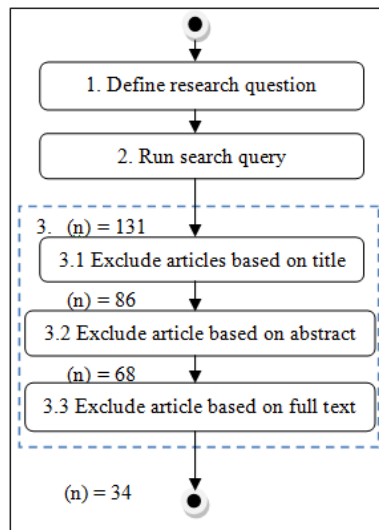 1. Define research question
2. Run search query
3. (n) = 131
3.1 Exclude articles based on title
(n) = 86
3.2 Exclude article based on abstract
(n) = 68
3.3 Exclude article based on full text
(n) = 34